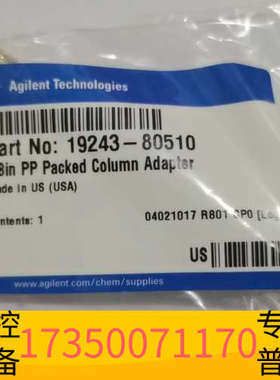 Agilent Technologies
art No: 19243-80510
8in PP Packed Column Adapter
ade in US (USA)
ntents: 1
04021017 R801 SP0
US
www.agilent.com/chem/supplies
控
备
17350071170
专
普